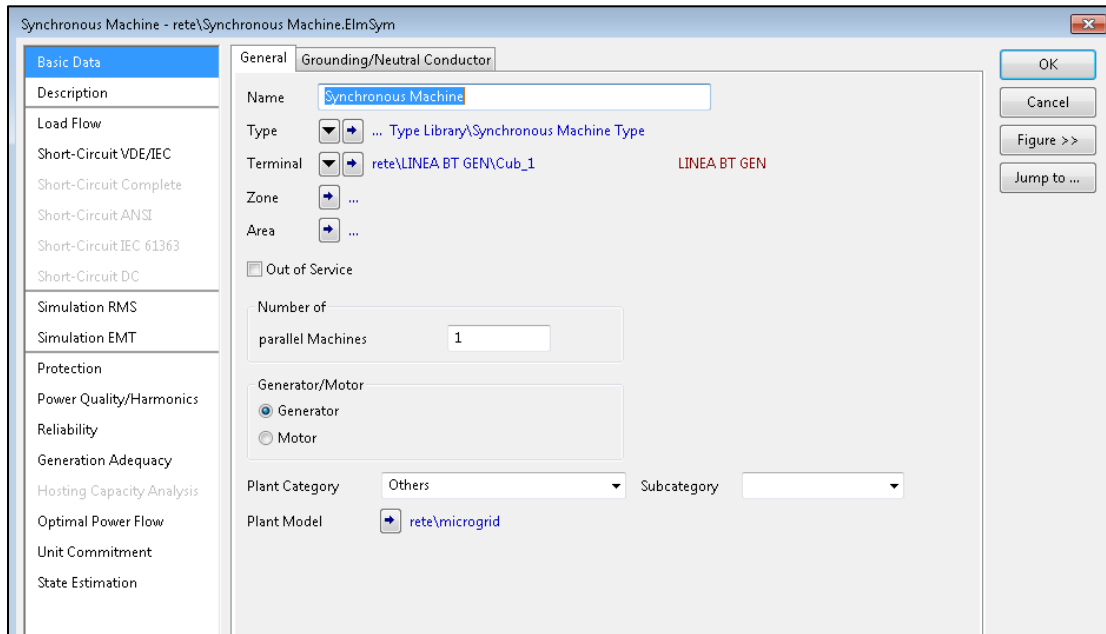 Synchronous Machine - rete\Synchronous Machine.ElmSym
Basic Data
Description
Load Flow
Short-Circuit VDE/IEC
Short-Circuit Complete
Short-Circuit ANSI
Short-Circuit IEC 61363
Short-Circuit DC
Simulation RMS
Simulation EMT
Protection
Power Quality/Harmonics
Reliability
Generation Adequacy
Hosting Capacity Analysis
Optimal Power Flow
Unit Commitment
State Estimation
General Grounding/Neutral Conductor
Name Synchronous Machine
Type ... Type Library\Synchronous Machine Type
Terminal rete\LINEA BT GEN\Cub_1 LINEA BT GEN
Zone ...
Area ...
Out of Service
Number of
parallel Machines 1
Generator/Motor
Generator
Motor
Plant Category Others Subcategory
Plant Model rete\microgrid
OK
Cancel
Figure >>
Jump to ...